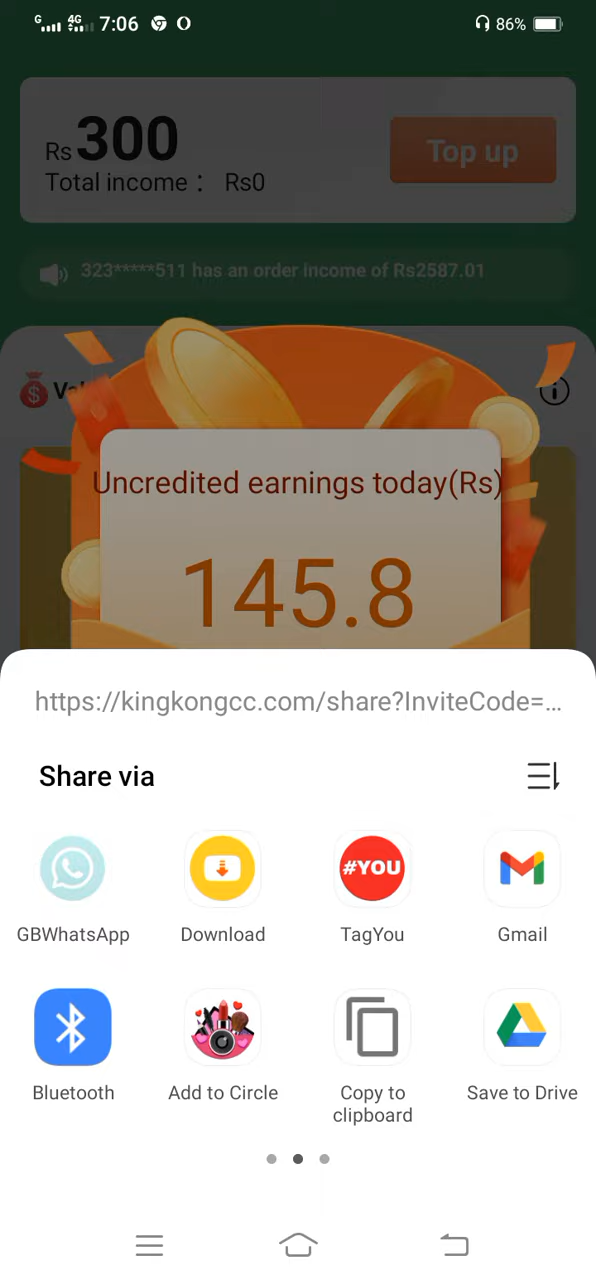 G 4G 7:06 86%
Rs 300 Top up
Total income： Rs0
323*****511 has an order income of Rs2587.01
Uncredited earnings today(Rs)
145.8
https://kingkongcc.com/share?InviteCode=...
Share via
#YOU
GBWhatsApp Download TagYou Gmail
Bluetooth Add to Circle Copy to clipboard Save to Drive